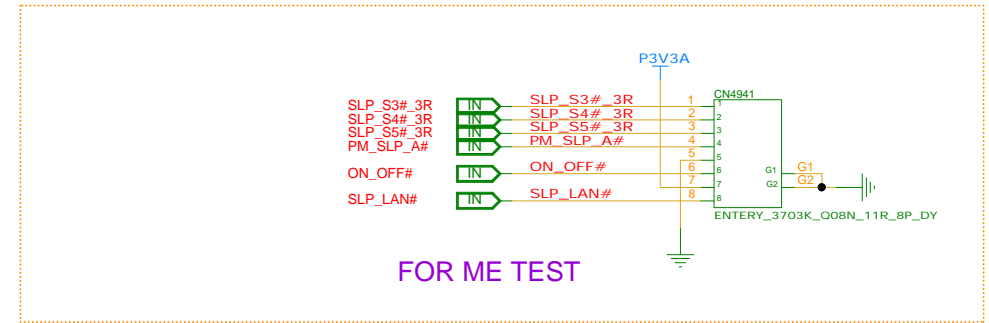 P3V3A
CN4941
SLP_S3#_3R IN SLP_S3#_3R 1 1
SLP_S4#_3R IN SLP_S4#_3R 2 2
SLP_S5#_3R IN SLP_S5#_3R 3 3
PM_SLP_A# IN PM_SLP_A# 4 4
5 5
ON_OFF# IN ON_OFF# 6 6 G1 G1
7 7 G2 G2
SLP_LAN# IN SLP_LAN# 8 8
ENTERY_3703K_Q08N_11R_8P_DY
FOR ME TEST